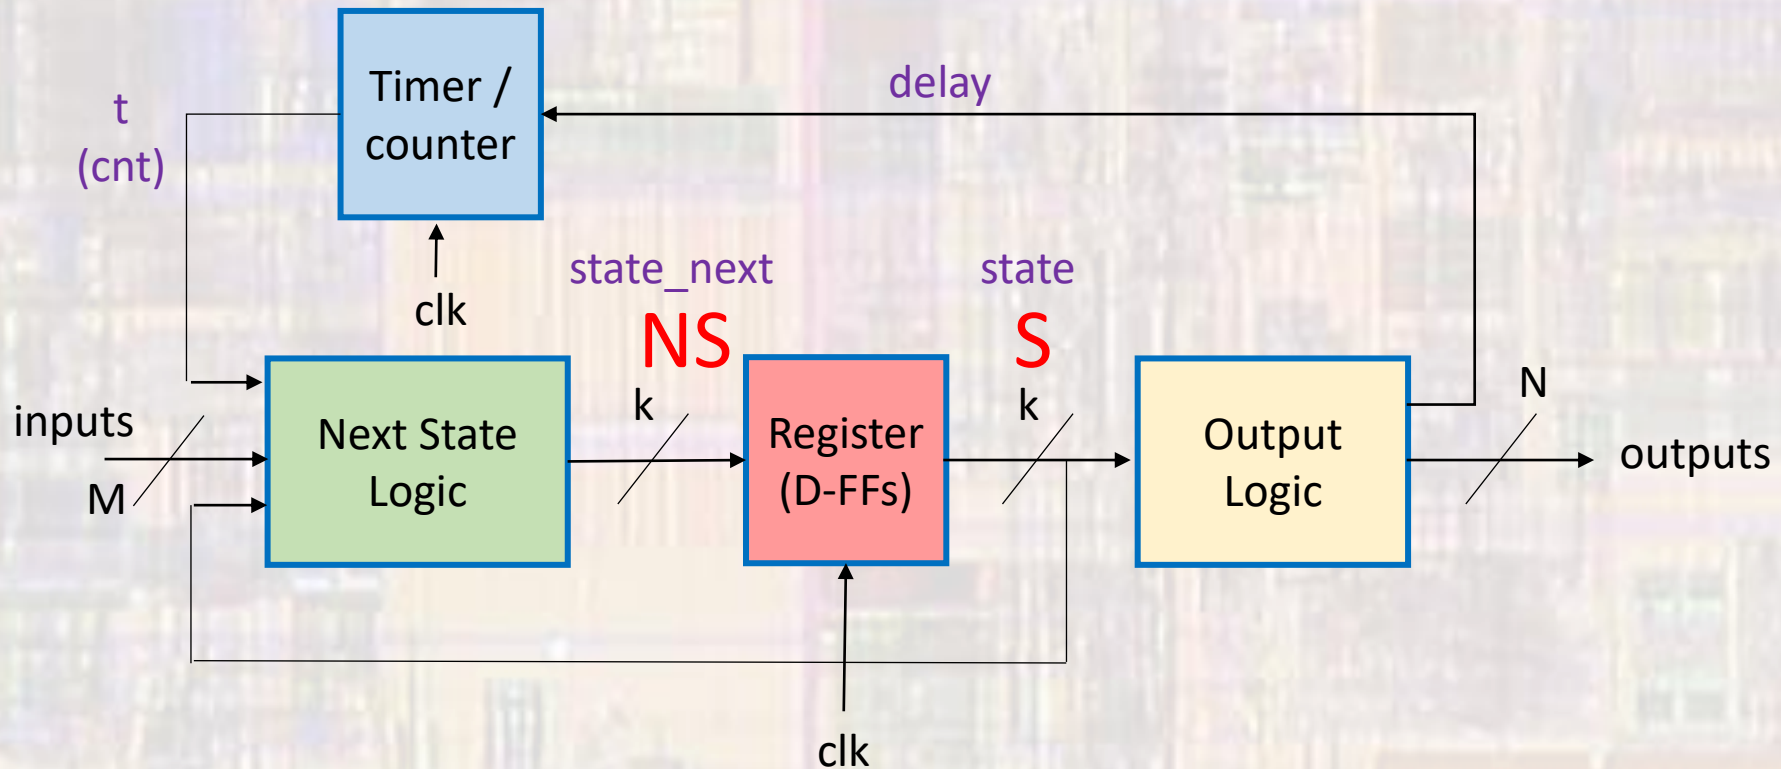 Timer /
counter
delay
t
(cnt)
clk
state_next
NS
state
S
k
k
N
inputs
M
Next State
Logic
Register
(D-FFs)
Output
Logic
outputs
clk